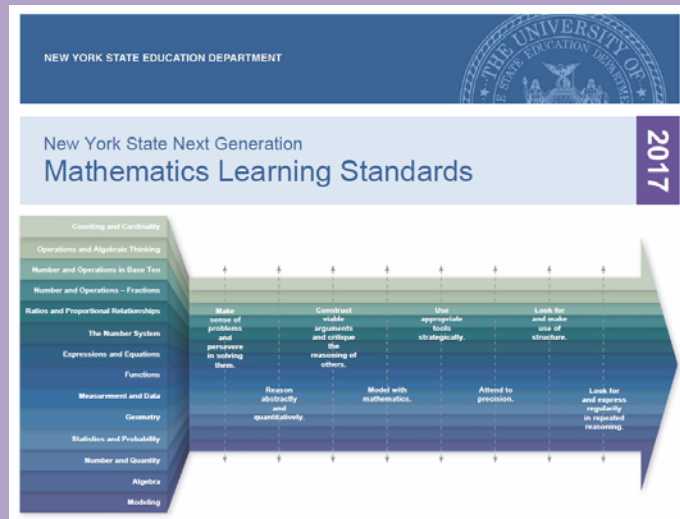 NEW YORK STATE EDUCATION DEPARTMENT
THE UNIVERSITY OF
STATE EDUCATION
New York State Next Generation
Mathematics Learning Standards
2017
Counting and Cardinality
Operations and Algebraic Thinking
Number and Operations in Base Ten
Number and Operations – Fractions
Ratios and Proportional Relationships
The Number System
Expressions and Equations
Functions
Measurement and Data
Geometry
Statistics and Probability
Number and Quantity
Algebra
Modeling
Make
sense of
problems
and
persevere
in solving
them.
Reason
abstractly
and
quantitatively.
Construct
viable
arguments
and critique
the
reasoning of
others.
Model with
mathematics.
Use
appropriate
tools
strategically.
Attend to
precision.
Look for
and make
use of
structure.
Look for
and express
regularity
in repeated
reasoning.